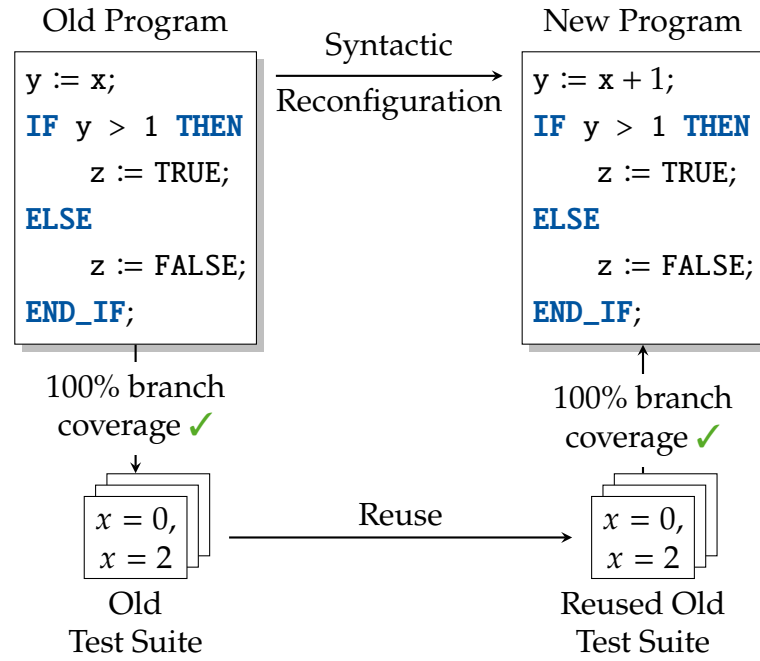 Old Program
Syntactic
Reconfiguration
New Program
y := x;
IF y > 1 THEN
z := TRUE;
ELSE
z := FALSE;
END_IF;
y := x + 1;
IF y > 1 THEN
z := TRUE;
ELSE
z := FALSE;
END_IF;
100% branch
coverage ✓
100% branch
coverage ✓
x = 0,
x = 2
Reuse
x = 0,
x = 2
Old
Test Suite
Reused Old
Test Suite